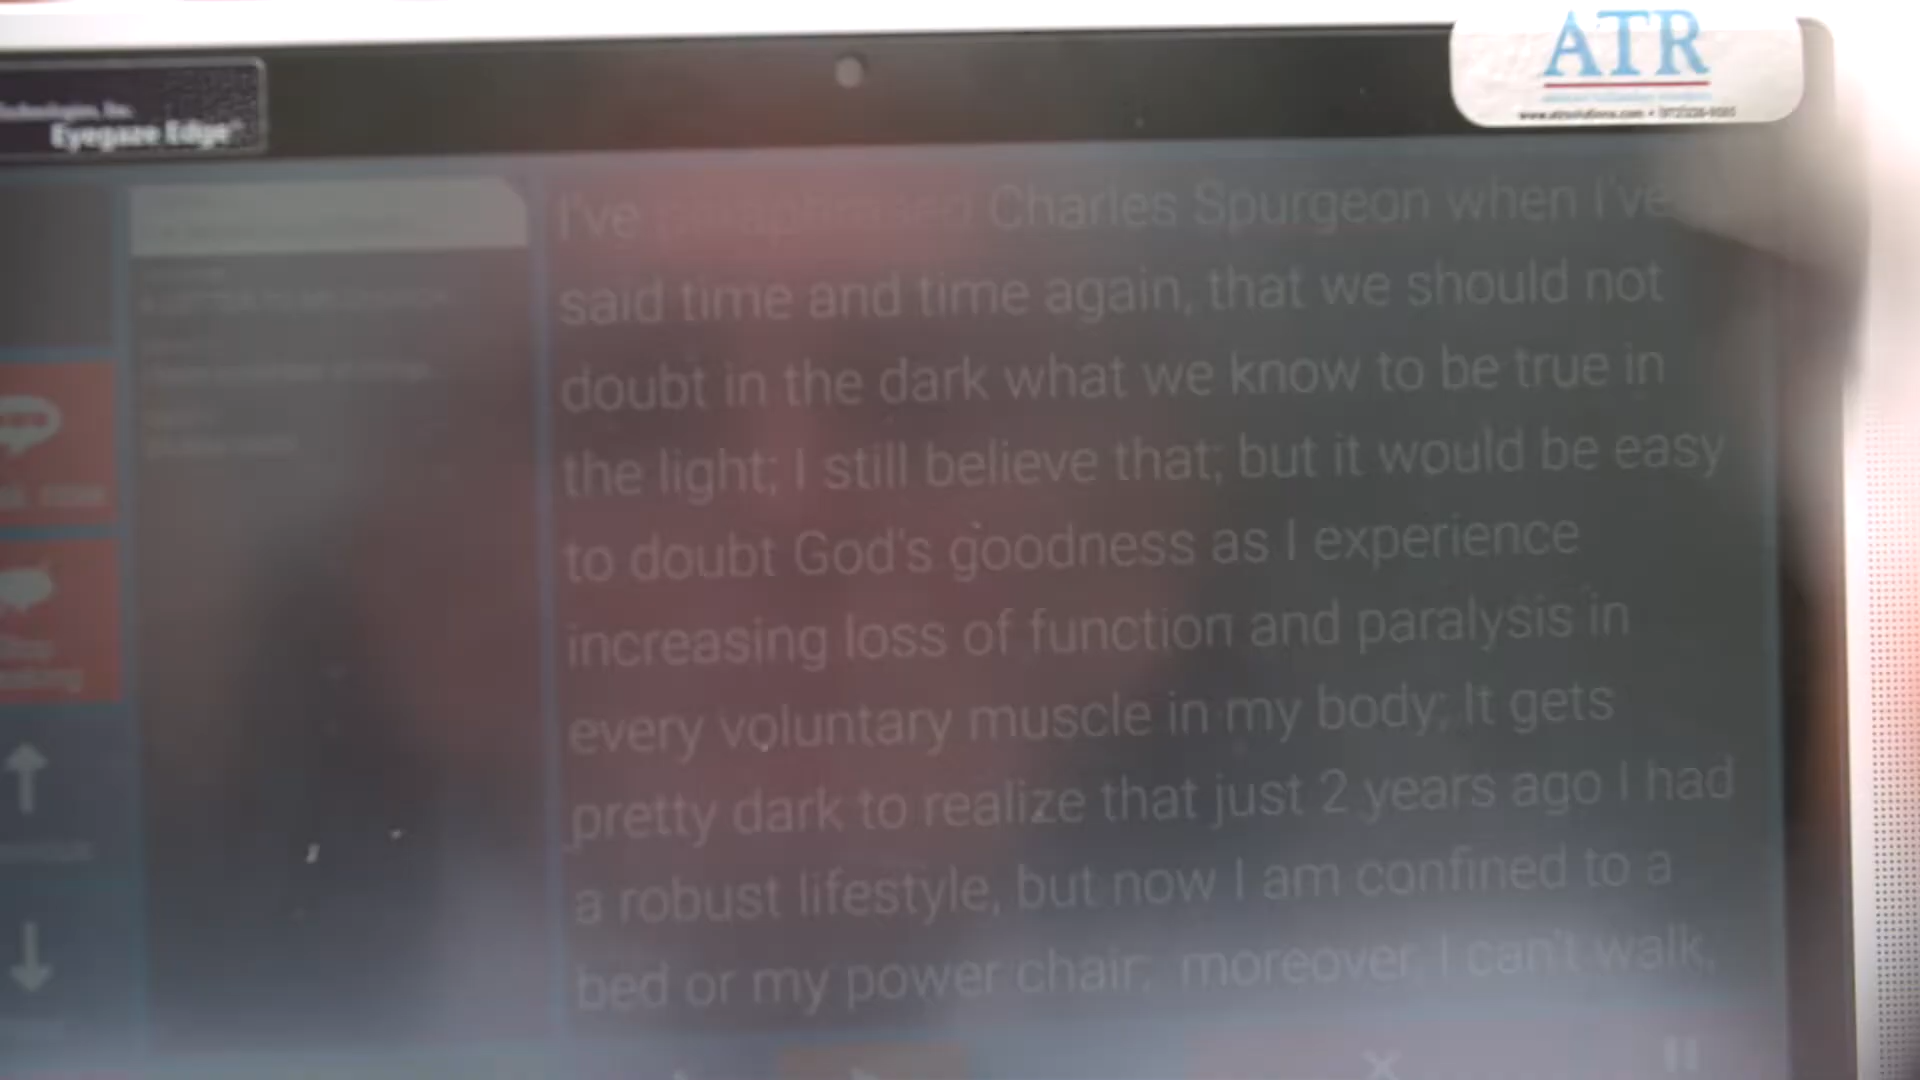 ATR
Technologies, Inc.
Eyegaze Edge
I've paraphrased Charles Spurgeon when I've
said time and time again, that we should not
doubt in the dark what we know to be true in
the light; I still believe that; but it would be easy
to doubt God's goodness as I experience
increasing loss of function and paralysis in
every voluntary muscle in my body; It gets
pretty dark to realize that just 2 years ago I had
a robust lifestyle, but now I am confined to a
bed or my power chair; moreover, I can't walk,